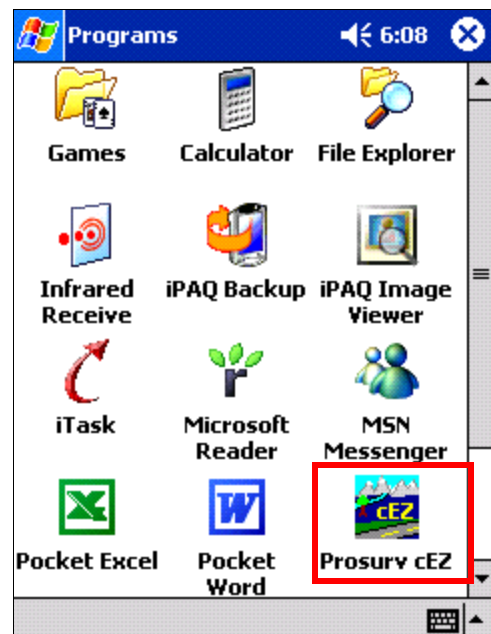 Programs 6:08
Games Calculator File Explorer
Infrared iPAQ Backup iPAQ Image
Receive Viewer
iTask Microsoft MSN
Reader Messenger
cEZ
Pocket Excel Pocket Prosurv cEZ
Word